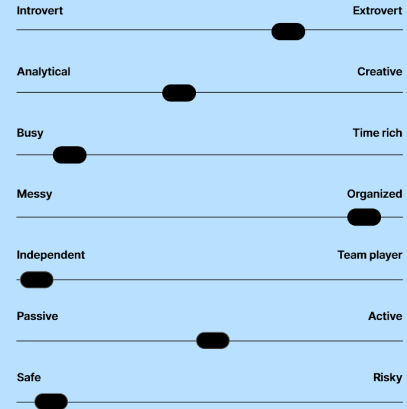 Introvert Extrovert
Analytical Creative
Busy Time rich
Messy Organized
Independent Team player
Passive Active
Safe Risky